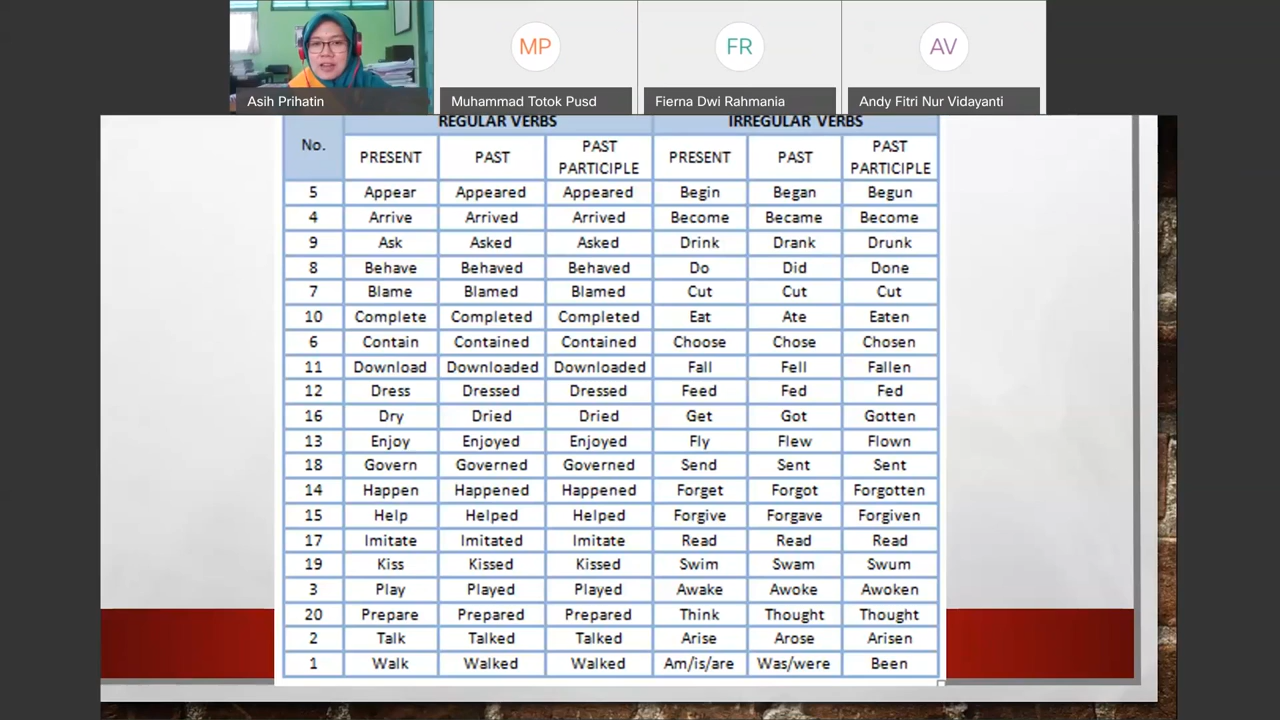 MP FR AV
Asih Prihatin Muhammad Totok Pusd Fierna Dwi Rahmania Andy Fitri Nur Vidayanti
No. REGULAR VERBS IRREGULAR VERBS
PRESENT PAST PAST PARTICIPLE PRESENT PAST PAST PARTICIPLE
5 Appear Appeared Appeared Begin Began Begun
4 Arrive Arrived Arrived Become Became Become
9 Ask Asked Asked Drink Drank Drunk
8 Behave Behaved Behaved Do Did Done
7 Blame Blamed Blamed Cut Cut Cut
10 Complete Completed Completed Eat Ate Eaten
6 Contain Contained Contained Choose Chose Chosen
11 Download Downloaded Downloaded Fall Fell Fallen
12 Dress Dressed Dressed Feed Fed Fed
16 Dry Dried Dried Get Got Gotten
13 Enjoy Enjoyed Enjoyed Fly Flew Flown
18 Govern Governed Governed Send Sent Sent
14 Happen Happened Happened Forget Forgot Forgotten
15 Help Helped Helped Forgive Forgave Forgiven
17 Imitate Imitated Imitate Read Read Read
19 Kiss Kissed Kissed Swim Swam Swum
3 Play Played Played Awake Awoke Awoken
20 Prepare Prepared Prepared Think Thought Thought
2 Talk Talked Talked Arise Arose Arisen
1 Walk Walked Walked Am/is/are Was/were Been